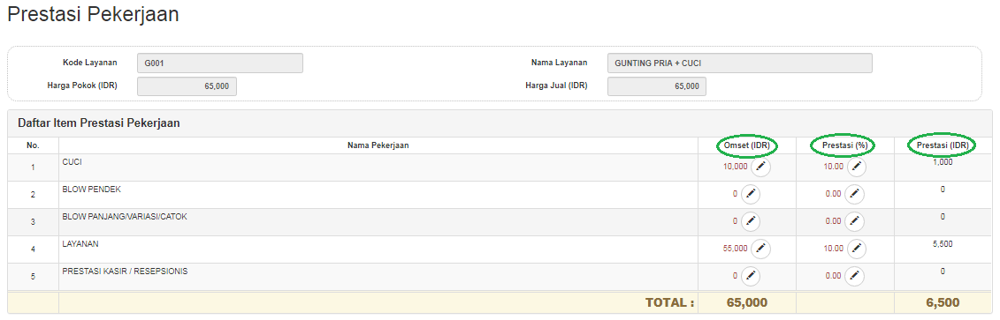 Prestasi Pekerjaan
Kode Layanan G001 Nama Layanan GUNTING PRIA + CUCI
Harga Pokok (IDR) 65,000 Harga Jual (IDR) 65,000
Daftar Item Prestasi Pekerjaan
No. Nama Pekerjaan Omset (IDR) Prestasi (%) Prestasi (IDR)
1 CUCI 10,000 10.00 1,000
2 BLOW PENDEK 0 0.00 0
3 BLOW PANJANG/VARIASI/CATOK 0 0.00 0
4 LAYANAN 55,000 10.00 5,500
5 PRESTASI KASIR / RESEPSIONIS 0 0.00 0
TOTAL : 65,000 6,500